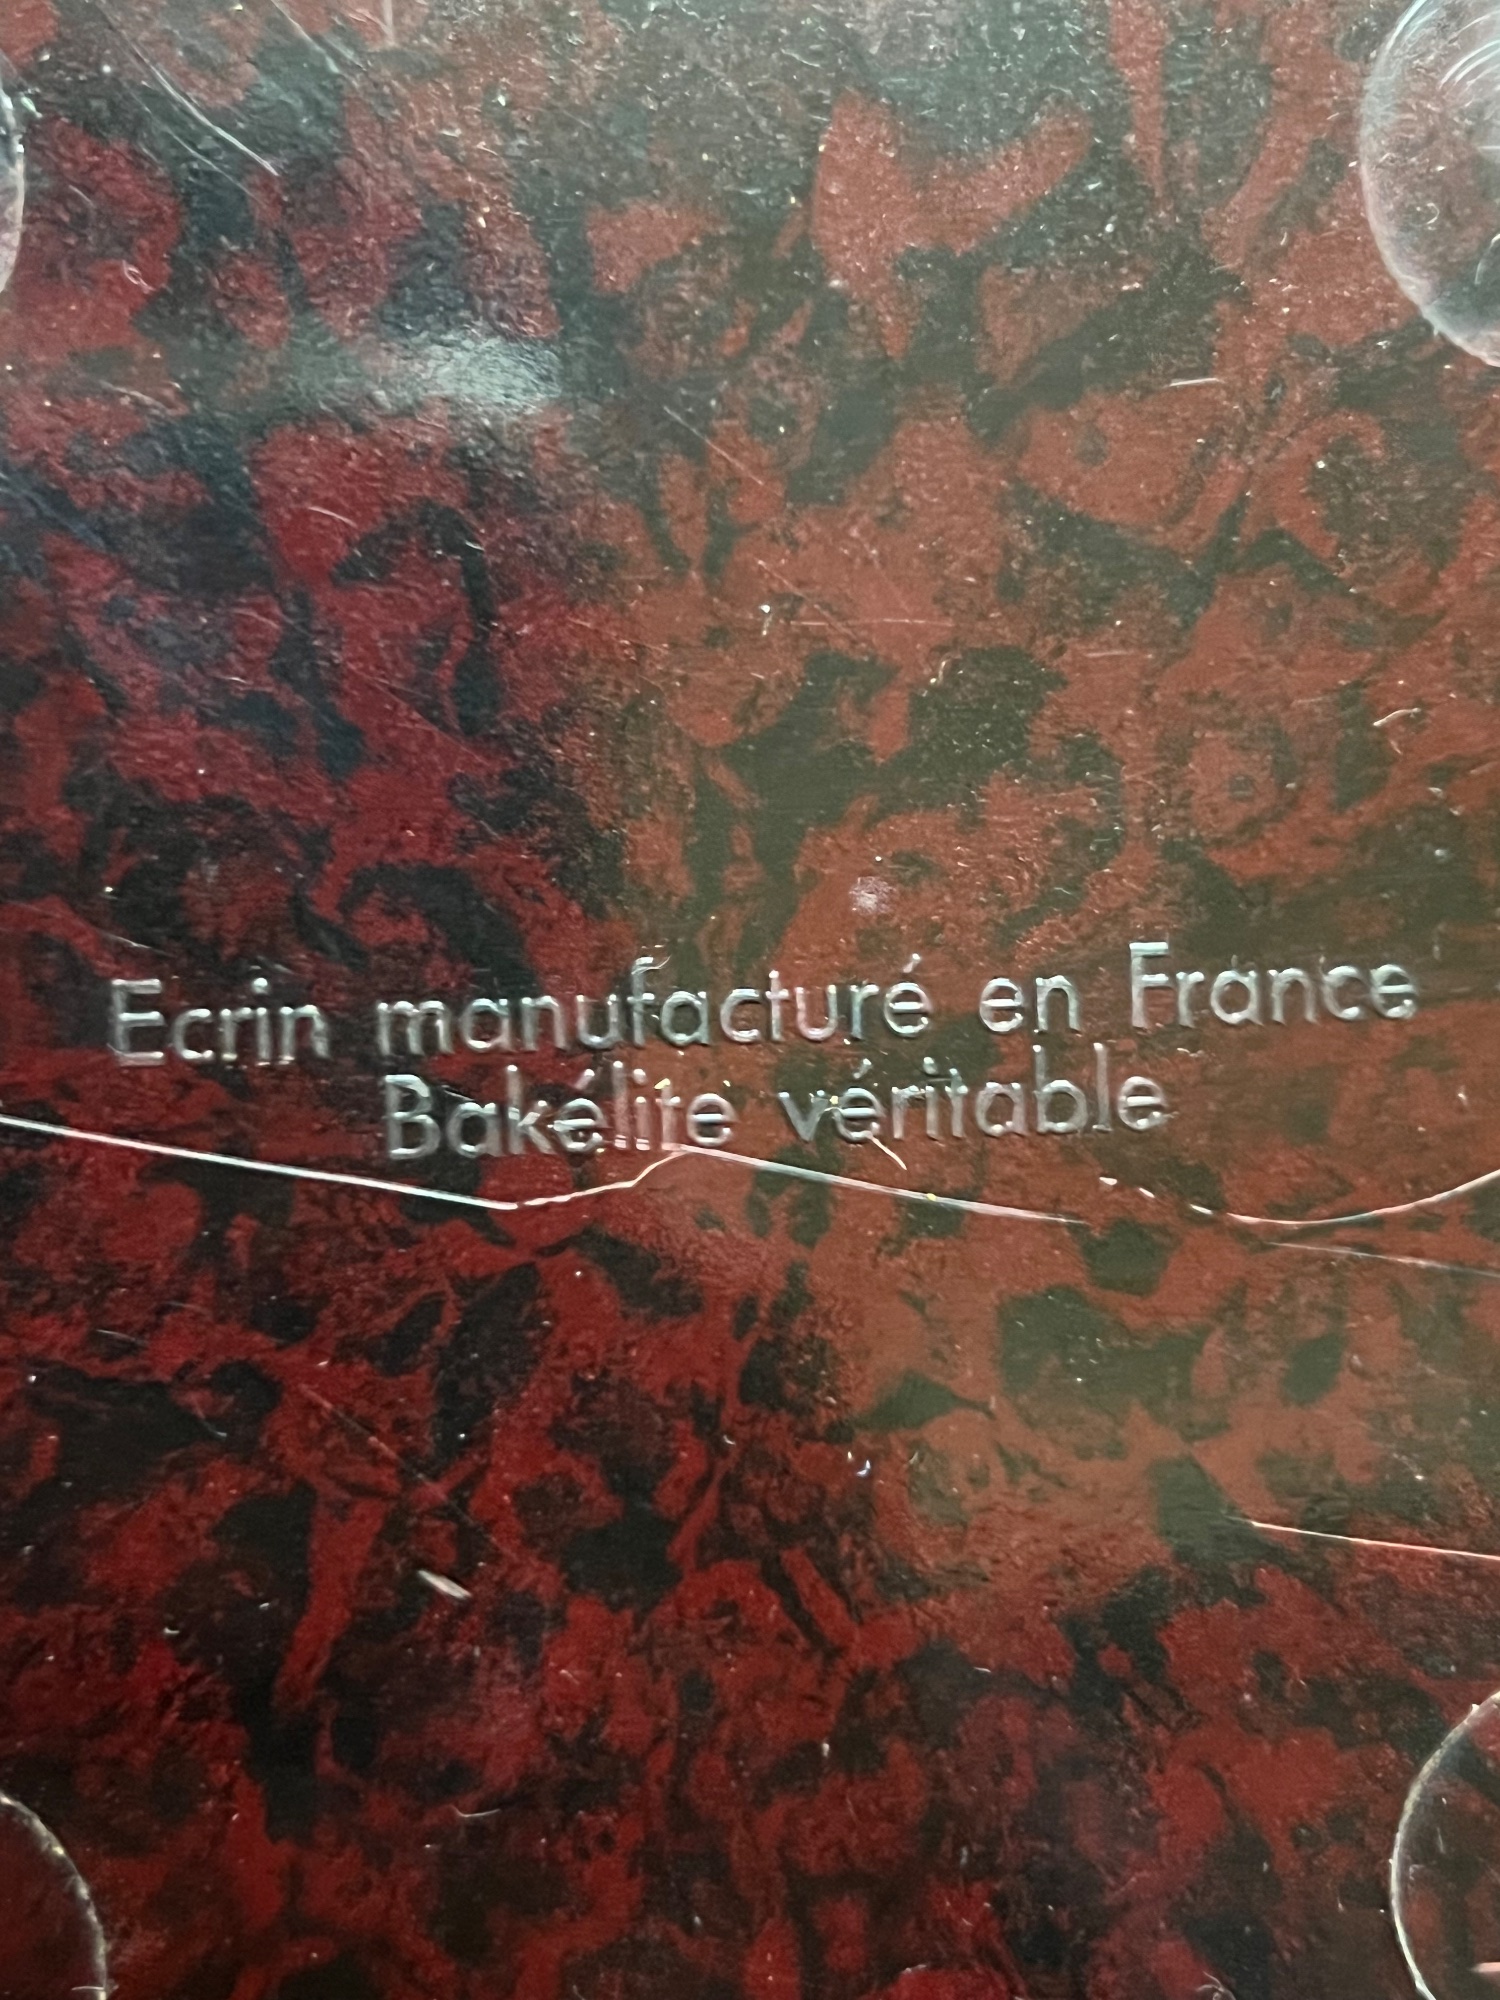 Ecrin manufacturé en France
Bakélite véritable